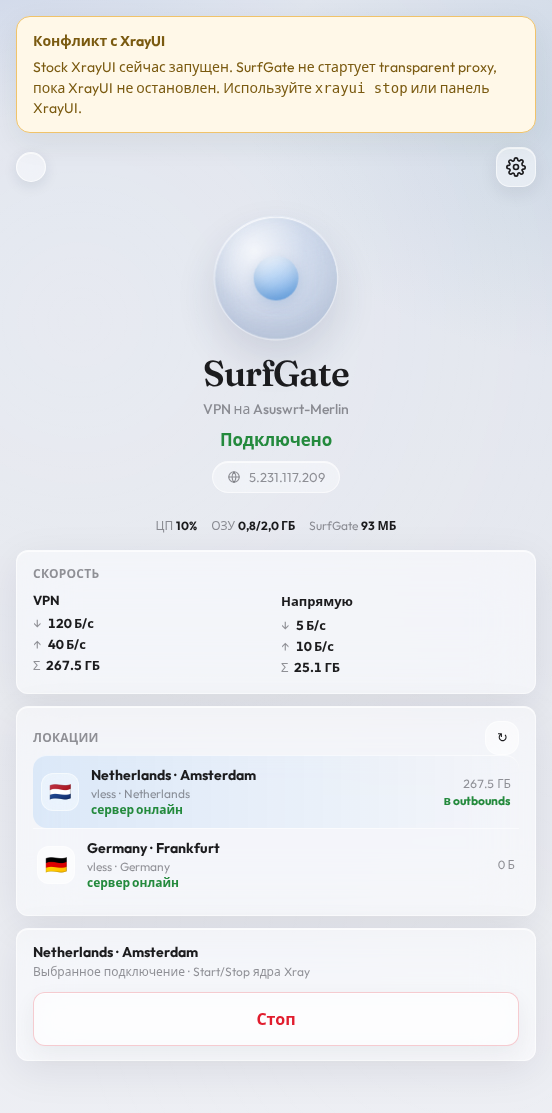 Конфликт с XrayUI
Stock XrayUI сейчас запущен. SurfGate не стартует transparent proxy,
пока XrayUI не остановлен. Используйте xrayui stop или панель
XrayUI.
SurfGate
VPN на Asuswrt-Merlin
Подключено
5.231.117.209
ЦП 10% ОЗУ 0,8/2,0 ГБ SurfGate 93 МБ
СКОРОСТЬ
VPN
↓ 120 Б/с
↑ 40 Б/с
Σ 267.5 ГБ
Напрямую
↓ 5 Б/с
↑ 10 Б/с
Σ 25.1 ГБ
ЛОКАЦИИ
↻
Netherlands · Amsterdam
vless · Netherlands
сервер онлайн
267.5 ГБ
В outbounds
Germany · Frankfurt
vless · Germany
сервер онлайн
0 Б
Netherlands · Amsterdam
Выбранное подключение · Start/Stop ядра Xray
Стоп